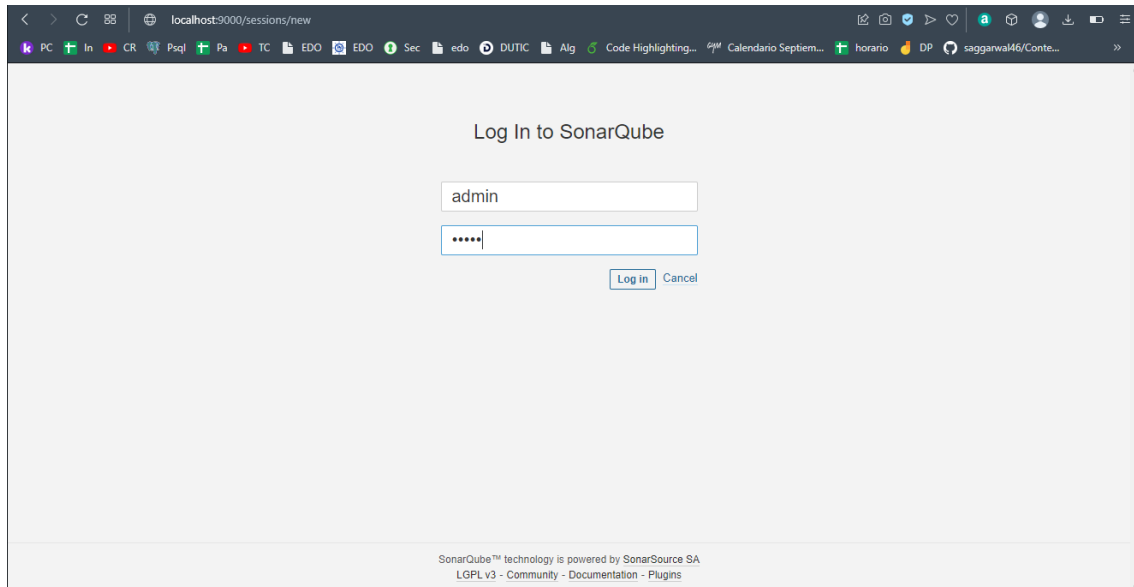 localhost:9000/sessions/new
PC In CR Psql Pa TC EDO EDO Sec edo DUTIC Alg Code Highlighting... Calendario Septiem... horario DP saggarwal46/Conte... »
Log In to SonarQube
admin
•••••
Log in Cancel
SonarQube™ technology is powered by SonarSource SA
LGPL v3 - Community - Documentation - Plugins